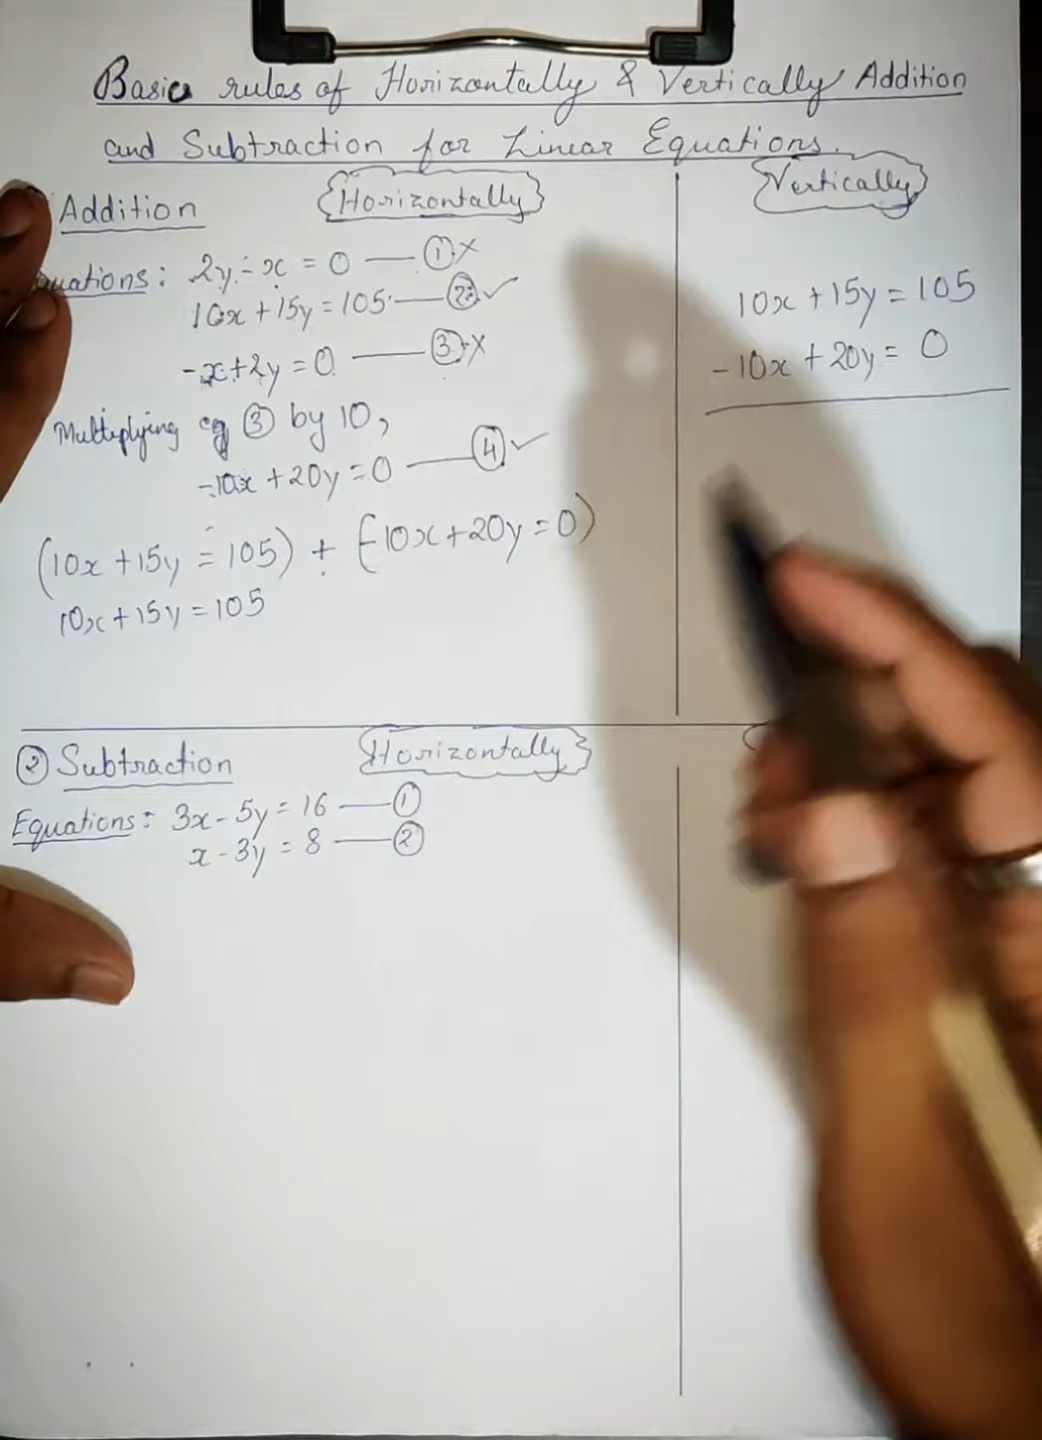 Basic rules of Horizontally & Vertically Addition
and Subtraction for Linear Equations.
Addition
Horizontally
Vertically
uations: 2y - x = 0 — ① ×
10x + 15y = 105 — ② ✓
-x + 2y = 0 — ③ ×
Multiplying eq ③ by 10,
-10x + 20y = 0 — ④ ✓
(10x + 15y = 105) + (-10x + 20y = 0)
10x + 15y = 105
10x + 15y = 105
-10x + 20y = 0
② Subtraction
Horizontally
Equations: 3x - 5y = 16 — ①
x - 3y = 8 — ②